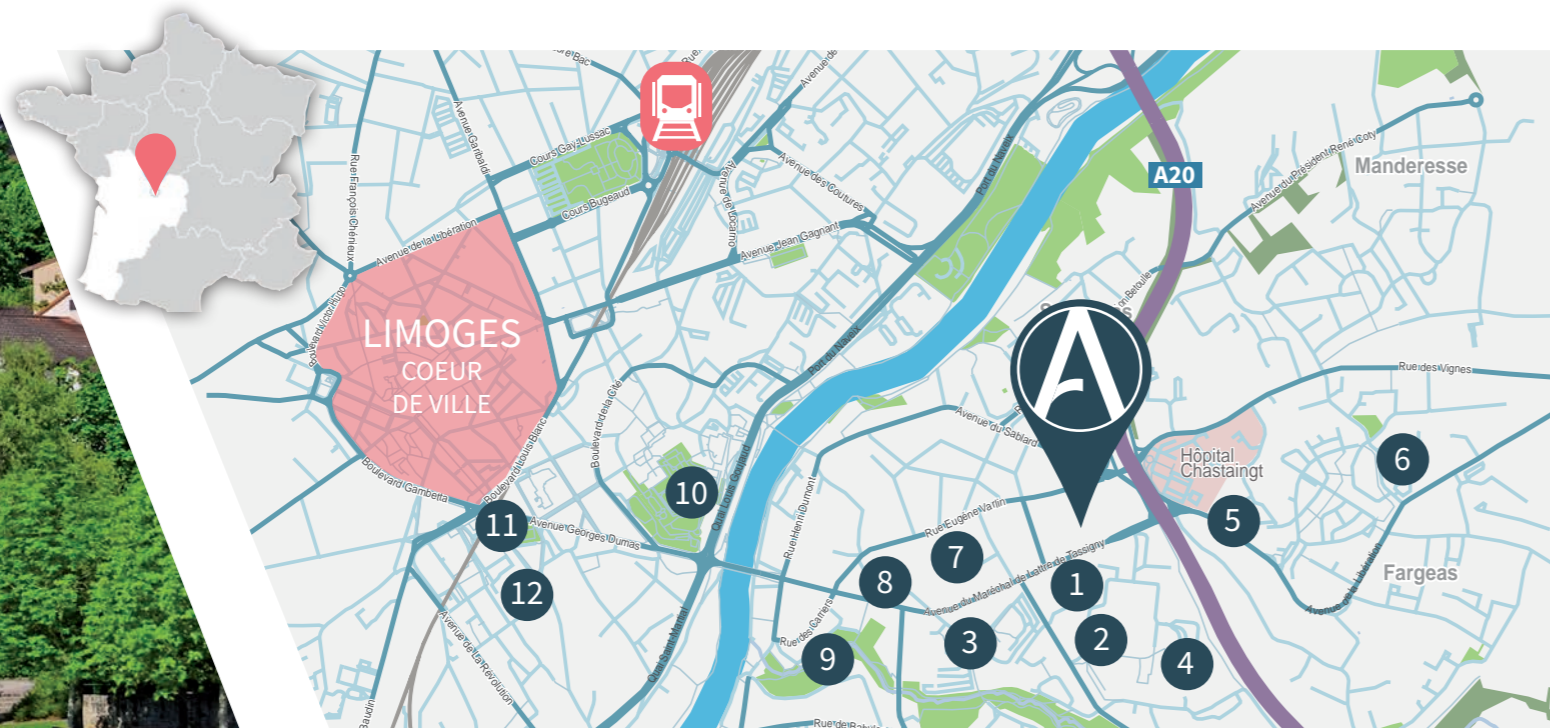 Avenue Garibaldi
Rue François Chénieux
Cours Gay Lussac
Cours Bugeaud
Avenue de la Libération
Avenue de Locarno
Avenue des Coutures
Avenue Jean Gagnant
Port du Naveix
A20
Avenue du Président René Coty
Manderesse
Boulevard Victor Hugo
LIMOGES
COEUR
DE VILLE
Port du Naveix
A
Rue des Vignes
Boulevard de la Cité
Avenue du Sablard
Boulevard Louis Blanc
Boulevard Gambetta
Hôpital
Chastaingt
6
10
Quai Louis Goujaud
Rue Henri Dumont
Rue Eugène Varlin
5
11
Avenue Georges Dumas
7
Avenue du Maréchal de Lattre de Tassigny
8
1
Fargeas
Avenue de la Libération
12
Rue des Carriers
2
3
4
9
Avenue de La Révolution
Quai Saint Martial